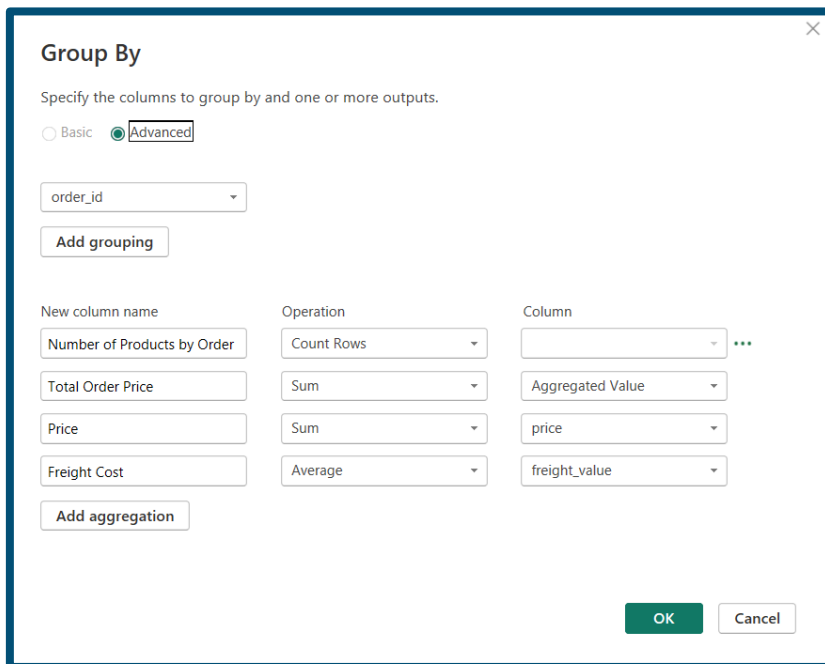 Group By
Specify the columns to group by and one or more outputs.
Basic Advanced
order_id
Add grouping
New column name Operation Column
Number of Products by Order Count Rows
Total Order Price Sum Aggregated Value
Price Sum price
Freight Cost Average freight_value
Add aggregation
OK Cancel